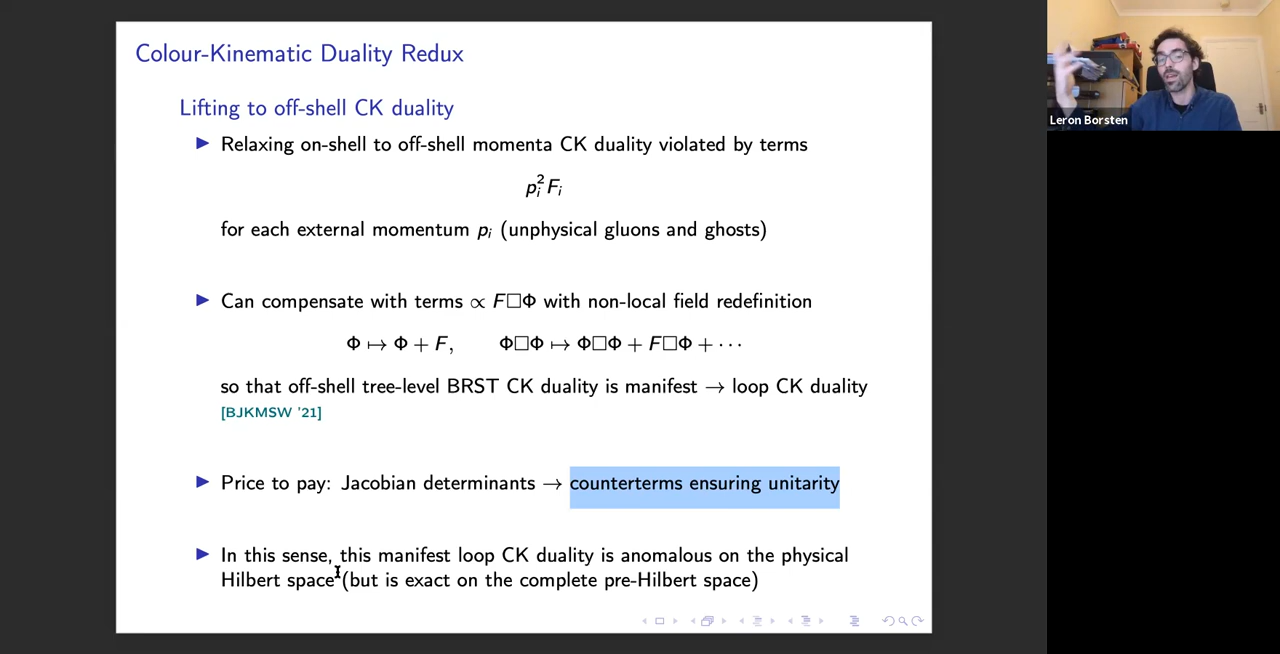 Colour-Kinematic Duality Redux
Lifting to off-shell CK duality
▶ Relaxing on-shell to off-shell momenta CK duality violated by terms
p_i^2 F_i
for each external momentum p_i (unphysical gluons and ghosts)
▶ Can compensate with terms ∝ F□Φ with non-local field redefinition
Φ ↦ Φ + F, Φ□Φ ↦ Φ□Φ + F□Φ + ···
so that off-shell tree-level BRST CK duality is manifest → loop CK duality
[BJKMSW '21]
▶ Price to pay: Jacobian determinants → counterterms ensuring unitarity
▶ In this sense, this manifest loop CK duality is anomalous on the physical
Hilbert space (but is exact on the complete pre-Hilbert space)
Leron Borsten